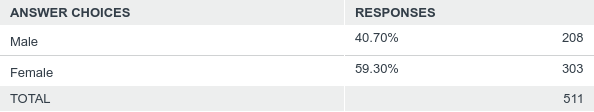 ANSWER CHOICES RESPONSES
Male 40.70% 208
Female 59.30% 303
TOTAL 511